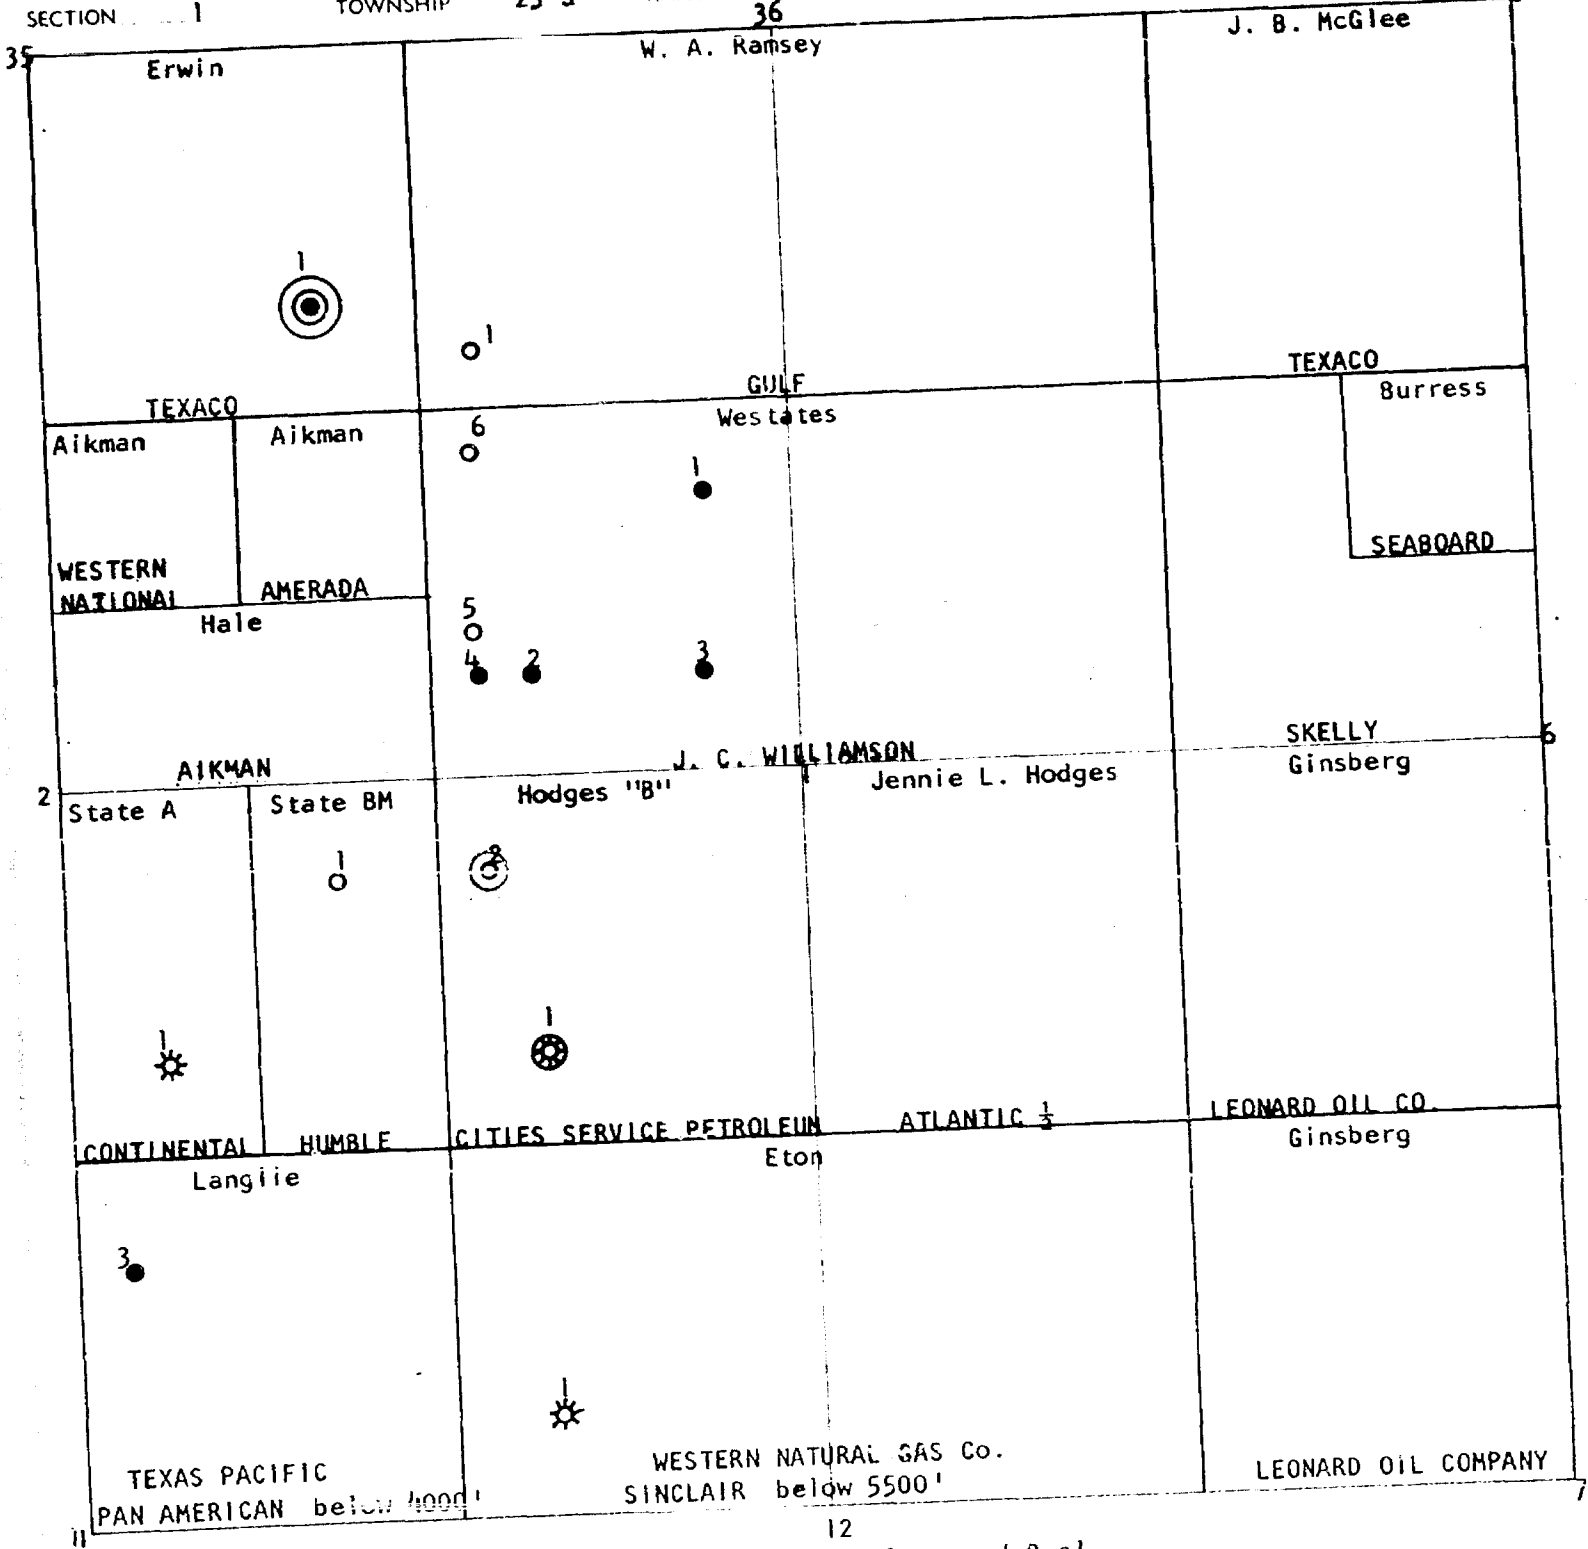 SECTION 1 TOWNSHIP
36
35
Erwin
W. A. Ramsey
J. B. McGlee
1
1
TEXACO
GULF
TEXACO
Aikman
Aikman
6
Westates
Burress
1
WESTERN
NATIONAL
AMERADA
SEABOARD
Hale
5
4
2
3
AIKMAN
J. C. WILLIAMSON
SKELLY
6
2
State A
State BM
Hodges "B"
1
Jennie L. Hodges
Ginsberg
1
2
1
1
CONTINENTAL
HUMBLE
CITIES SERVICE PETROLEUM
ATLANTIC ½
LEONARD OIL CO.
Langlie
Eton
Ginsberg
3
1
TEXAS PACIFIC
PAN AMERICAN below 4000'
WESTERN NATURAL GAS Co.
SINCLAIR below 5500'
LEONARD OIL COMPANY
11
12
7